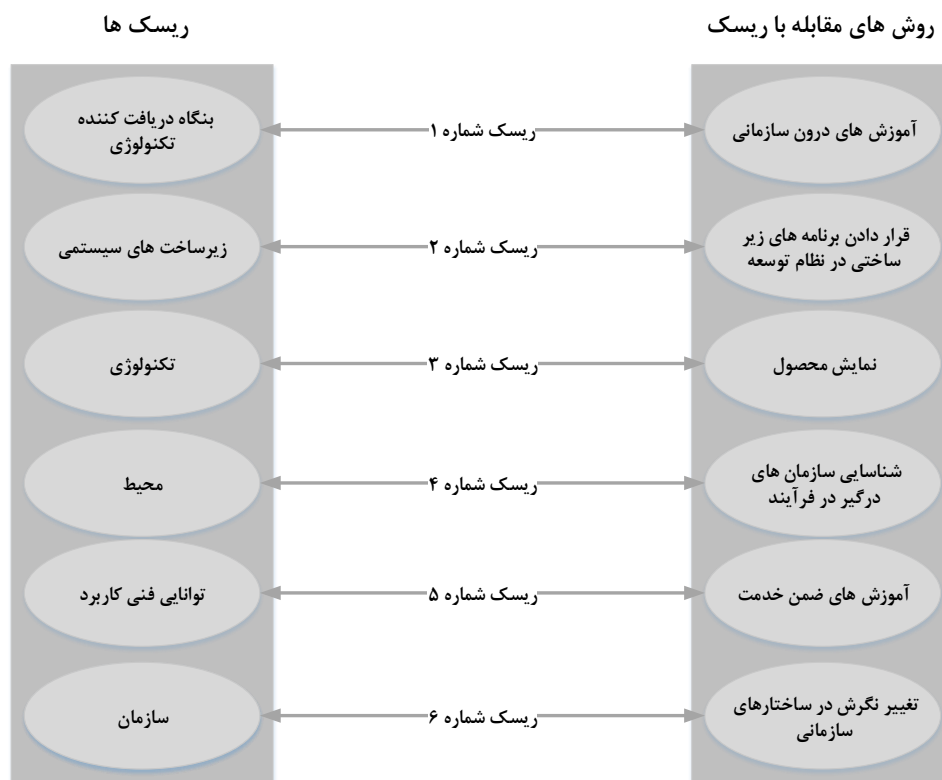 روش های مقابله با ریسک
ریسک ها
آموزش های درون سازمانی
ریسک شماره ۱
بنگاه دریافت کننده
تکنولوژی
قرار دادن برنامه های زیر
ساختی در نظام توسعه
ریسک شماره ۲
زیرساخت های سیستمی
نمایش محصول
ریسک شماره ۳
تکنولوژی
شناسایی سازمان های
درگیر در فرآیند
ریسک شماره ۴
محیط
آموزش های ضمن خدمت
ریسک شماره ۵
توانایی فنی کاربرد
تغییر نگرش در ساختارهای
سازمانی
ریسک شماره ۶
سازمان